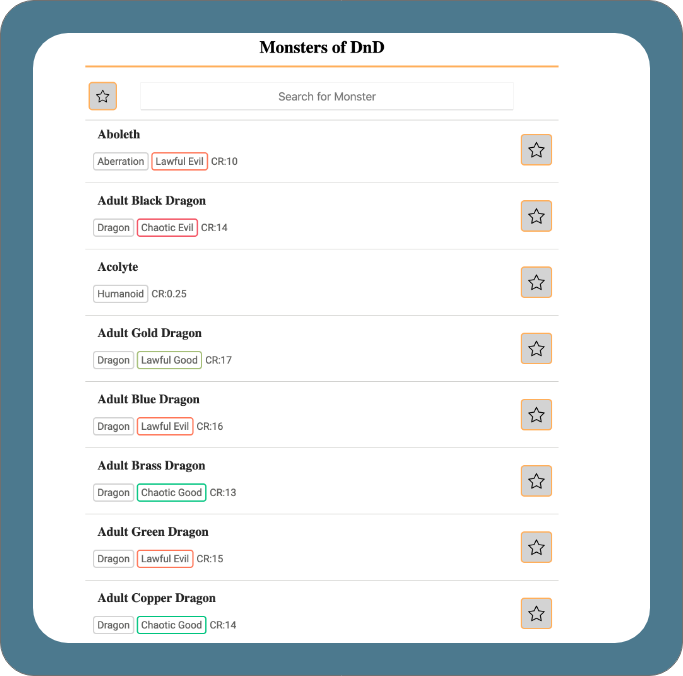 Monsters of DnD
Search for Monster
Aboleth
Aberration Lawful Evil CR:10
Adult Black Dragon
Dragon Chaotic Evil CR:14
Acolyte
Humanoid CR:0.25
Adult Gold Dragon
Dragon Lawful Good CR:17
Adult Blue Dragon
Dragon Lawful Evil CR:16
Adult Brass Dragon
Dragon Chaotic Good CR:13
Adult Green Dragon
Dragon Lawful Evil CR:15
Adult Copper Dragon
Dragon Chaotic Good CR:14